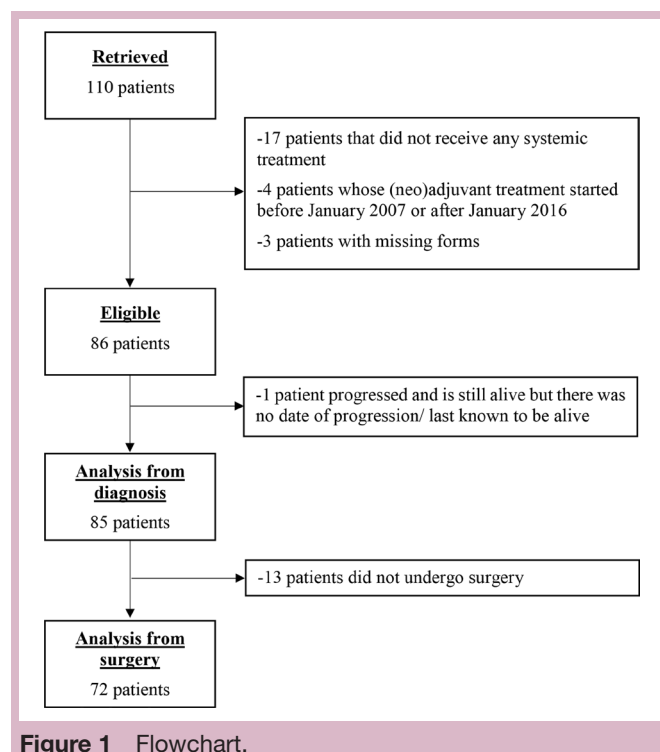 Retrieved
110 patients
-17 patients that did not receive any systemic
treatment
-4 patients whose (neo)adjuvant treatment started
before January 2007 or after January 2016
-3 patients with missing forms
Eligible
86 patients
-1 patient progressed and is still alive but there was
no date of progression/ last known to be alive
Analysis from
diagnosis
85 patients
-13 patients did not undergo surgery
Analysis from
surgery
72 patients
Figure 1 Flowchart.